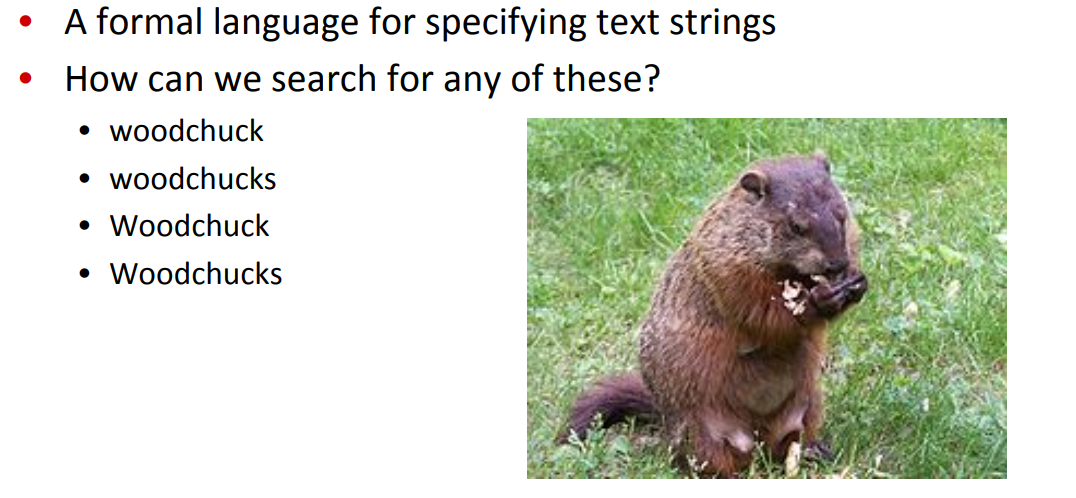 • A formal language for specifying text strings
• How can we search for any of these?
• woodchuck
• woodchucks
• Woodchuck
• Woodchucks